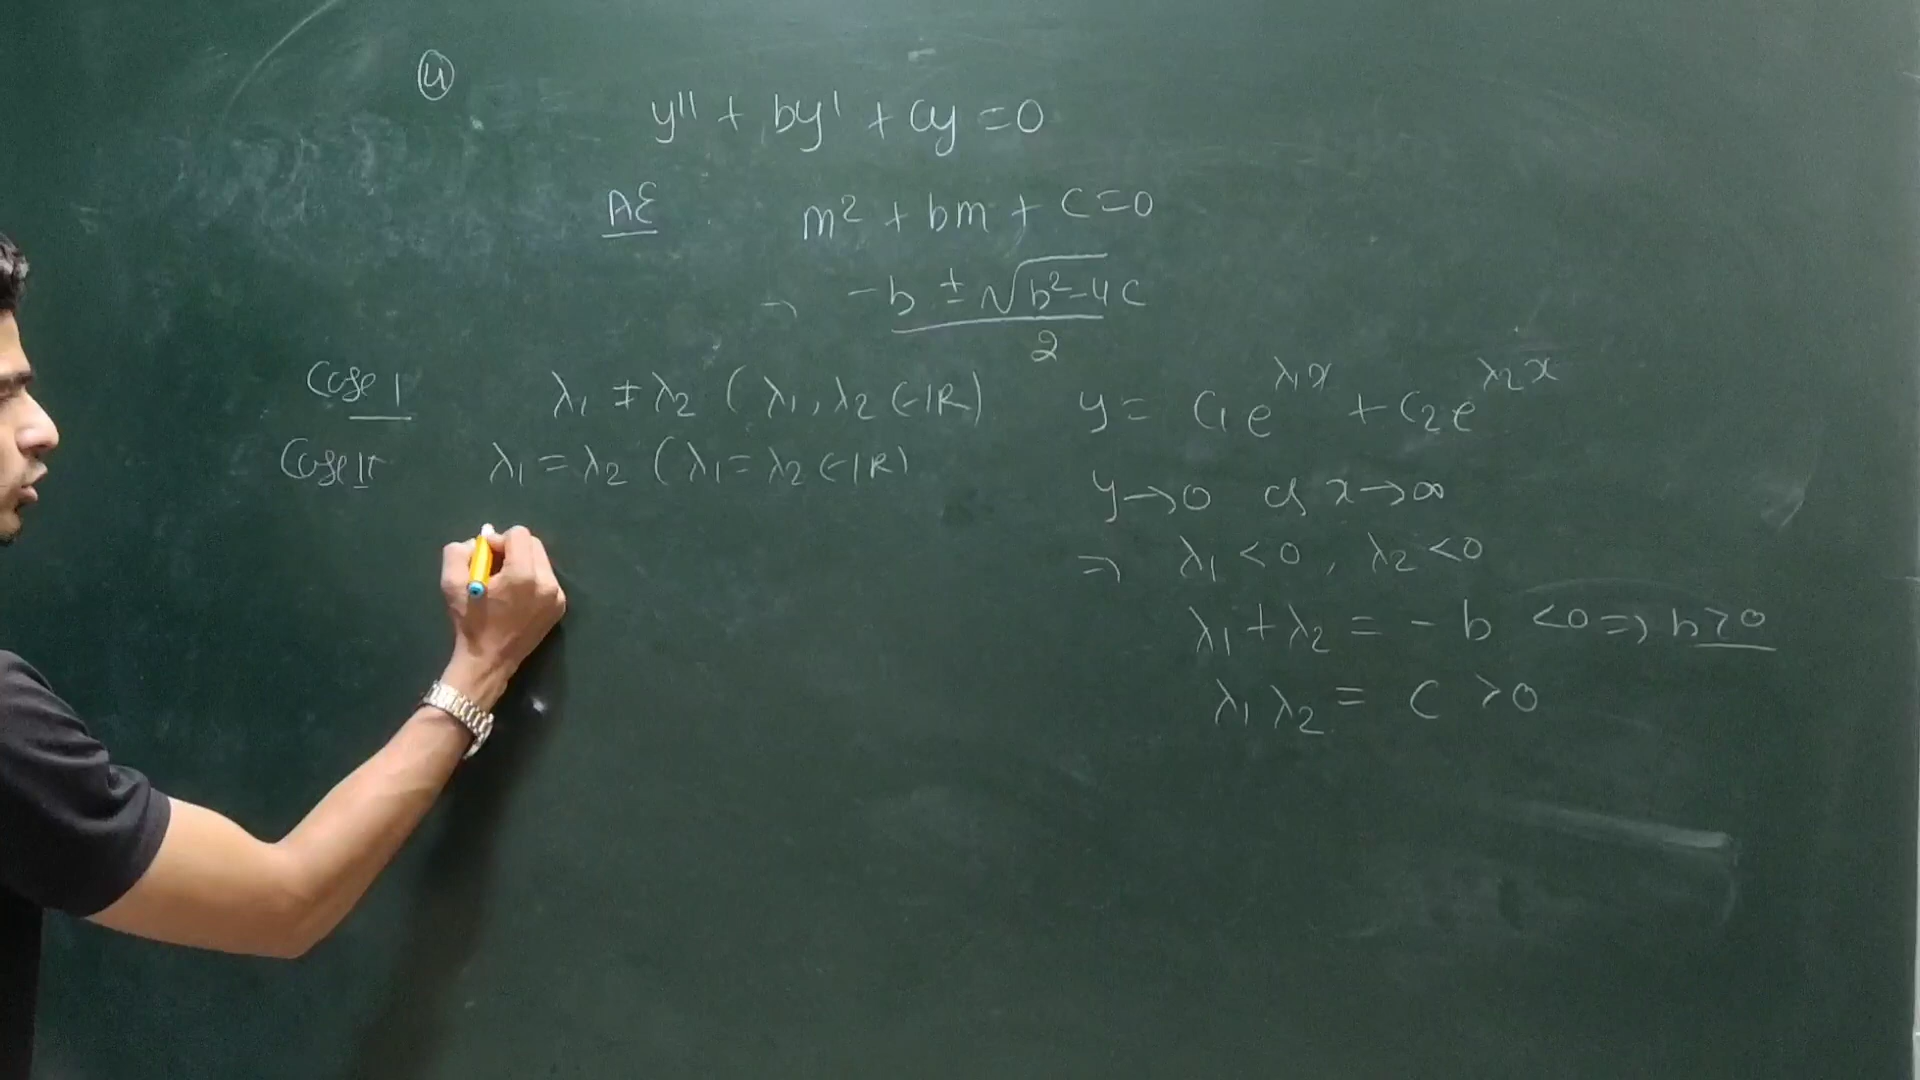 ④
y'' + by' + cy = 0
AE m² + bm + c = 0
→ -b ± √b²-4c / 2
Case I λ₁ ≠ λ₂ (λ₁, λ₂ ∈ IR)
Case II λ₁ = λ₂ (λ₁ = λ₂ ∈ IR)
y = c₁e^λ₁x + c₂e^λ₂x
y → 0 as x → ∞
⇒ λ₁ < 0, λ₂ < 0
λ₁ + λ₂ = - b < 0 ⇒ b > 0
λ₁ λ₂ = c > 0